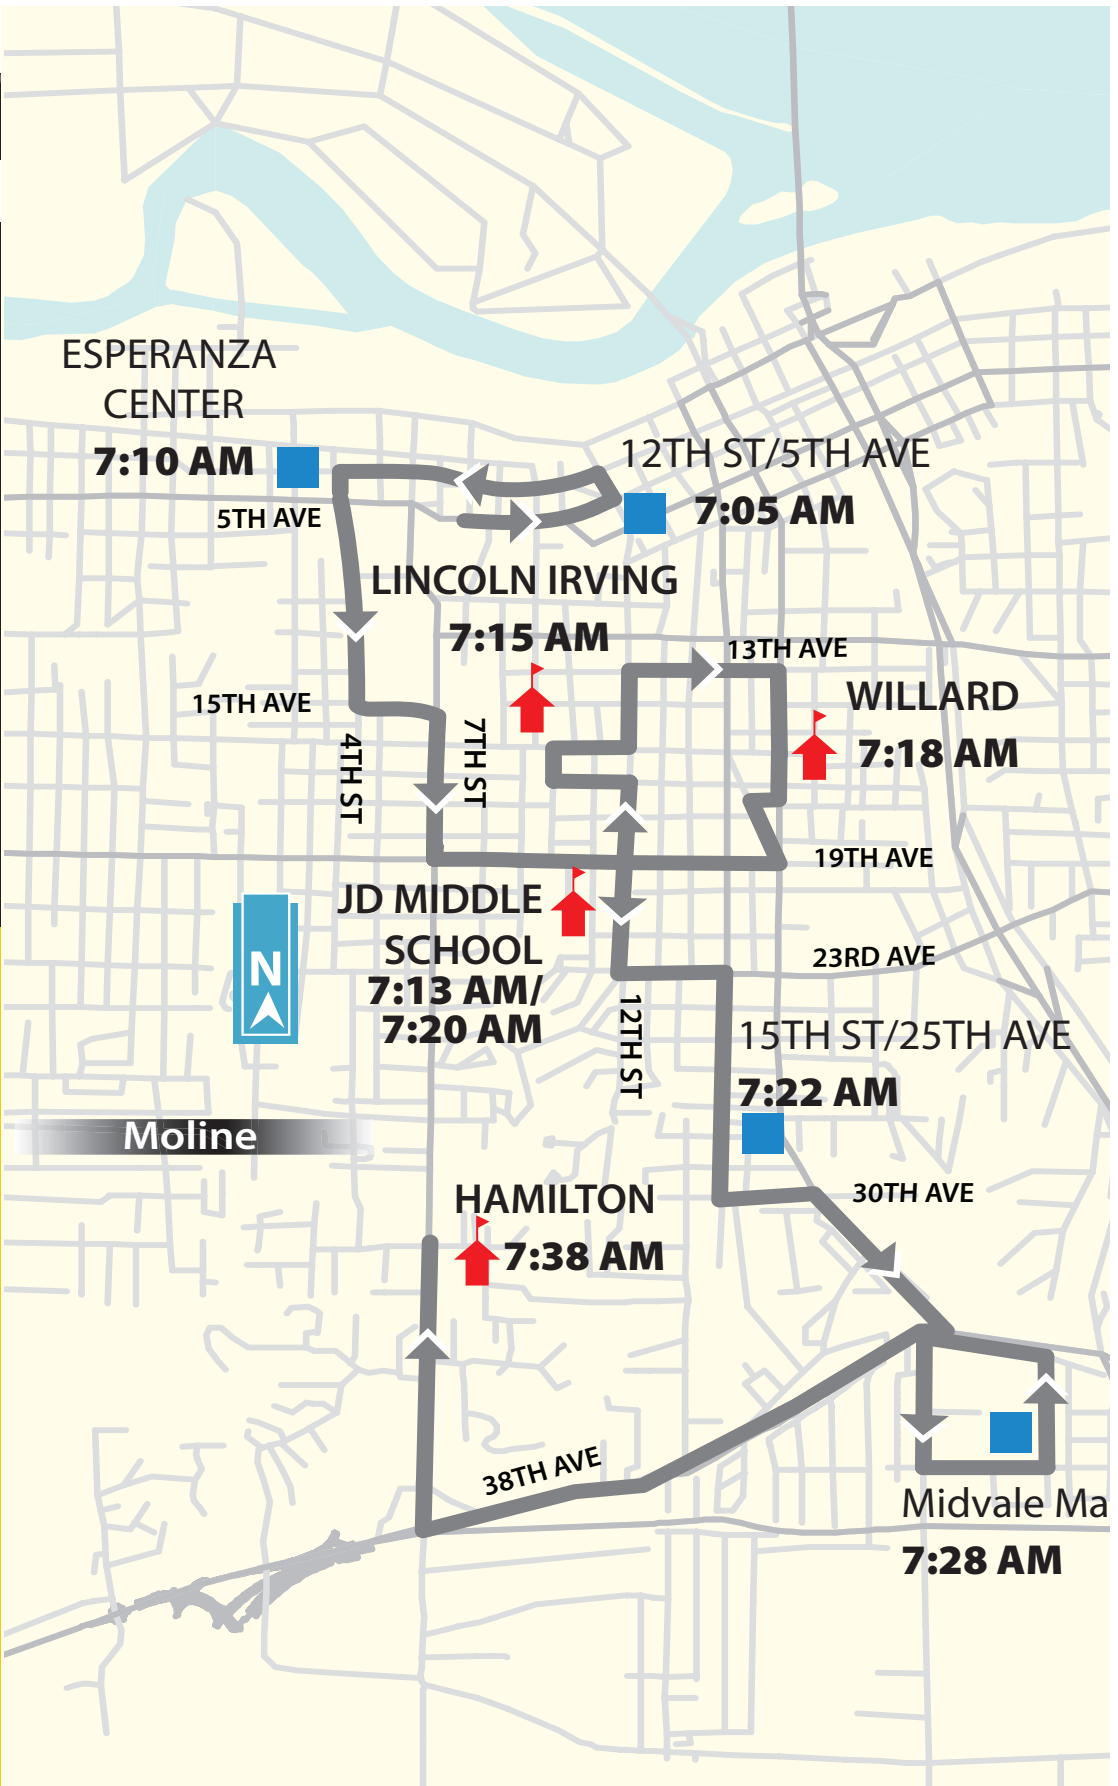 ESPERANZA
CENTER
7:10 AM
12TH ST/5TH AVE
7:05 AM
5TH AVE
LINCOLN IRVING
7:15 AM
13TH AVE
WILLARD
7:18 AM
15TH AVE
4TH ST
7TH ST
19TH AVE
JD MIDDLE
SCHOOL
7:13 AM/
7:20 AM
N
23RD AVE
12TH ST
15TH ST/25TH AVE
7:22 AM
Moline
30TH AVE
HAMILTON
7:38 AM
38TH AVE
Midvale Ma
7:28 AM